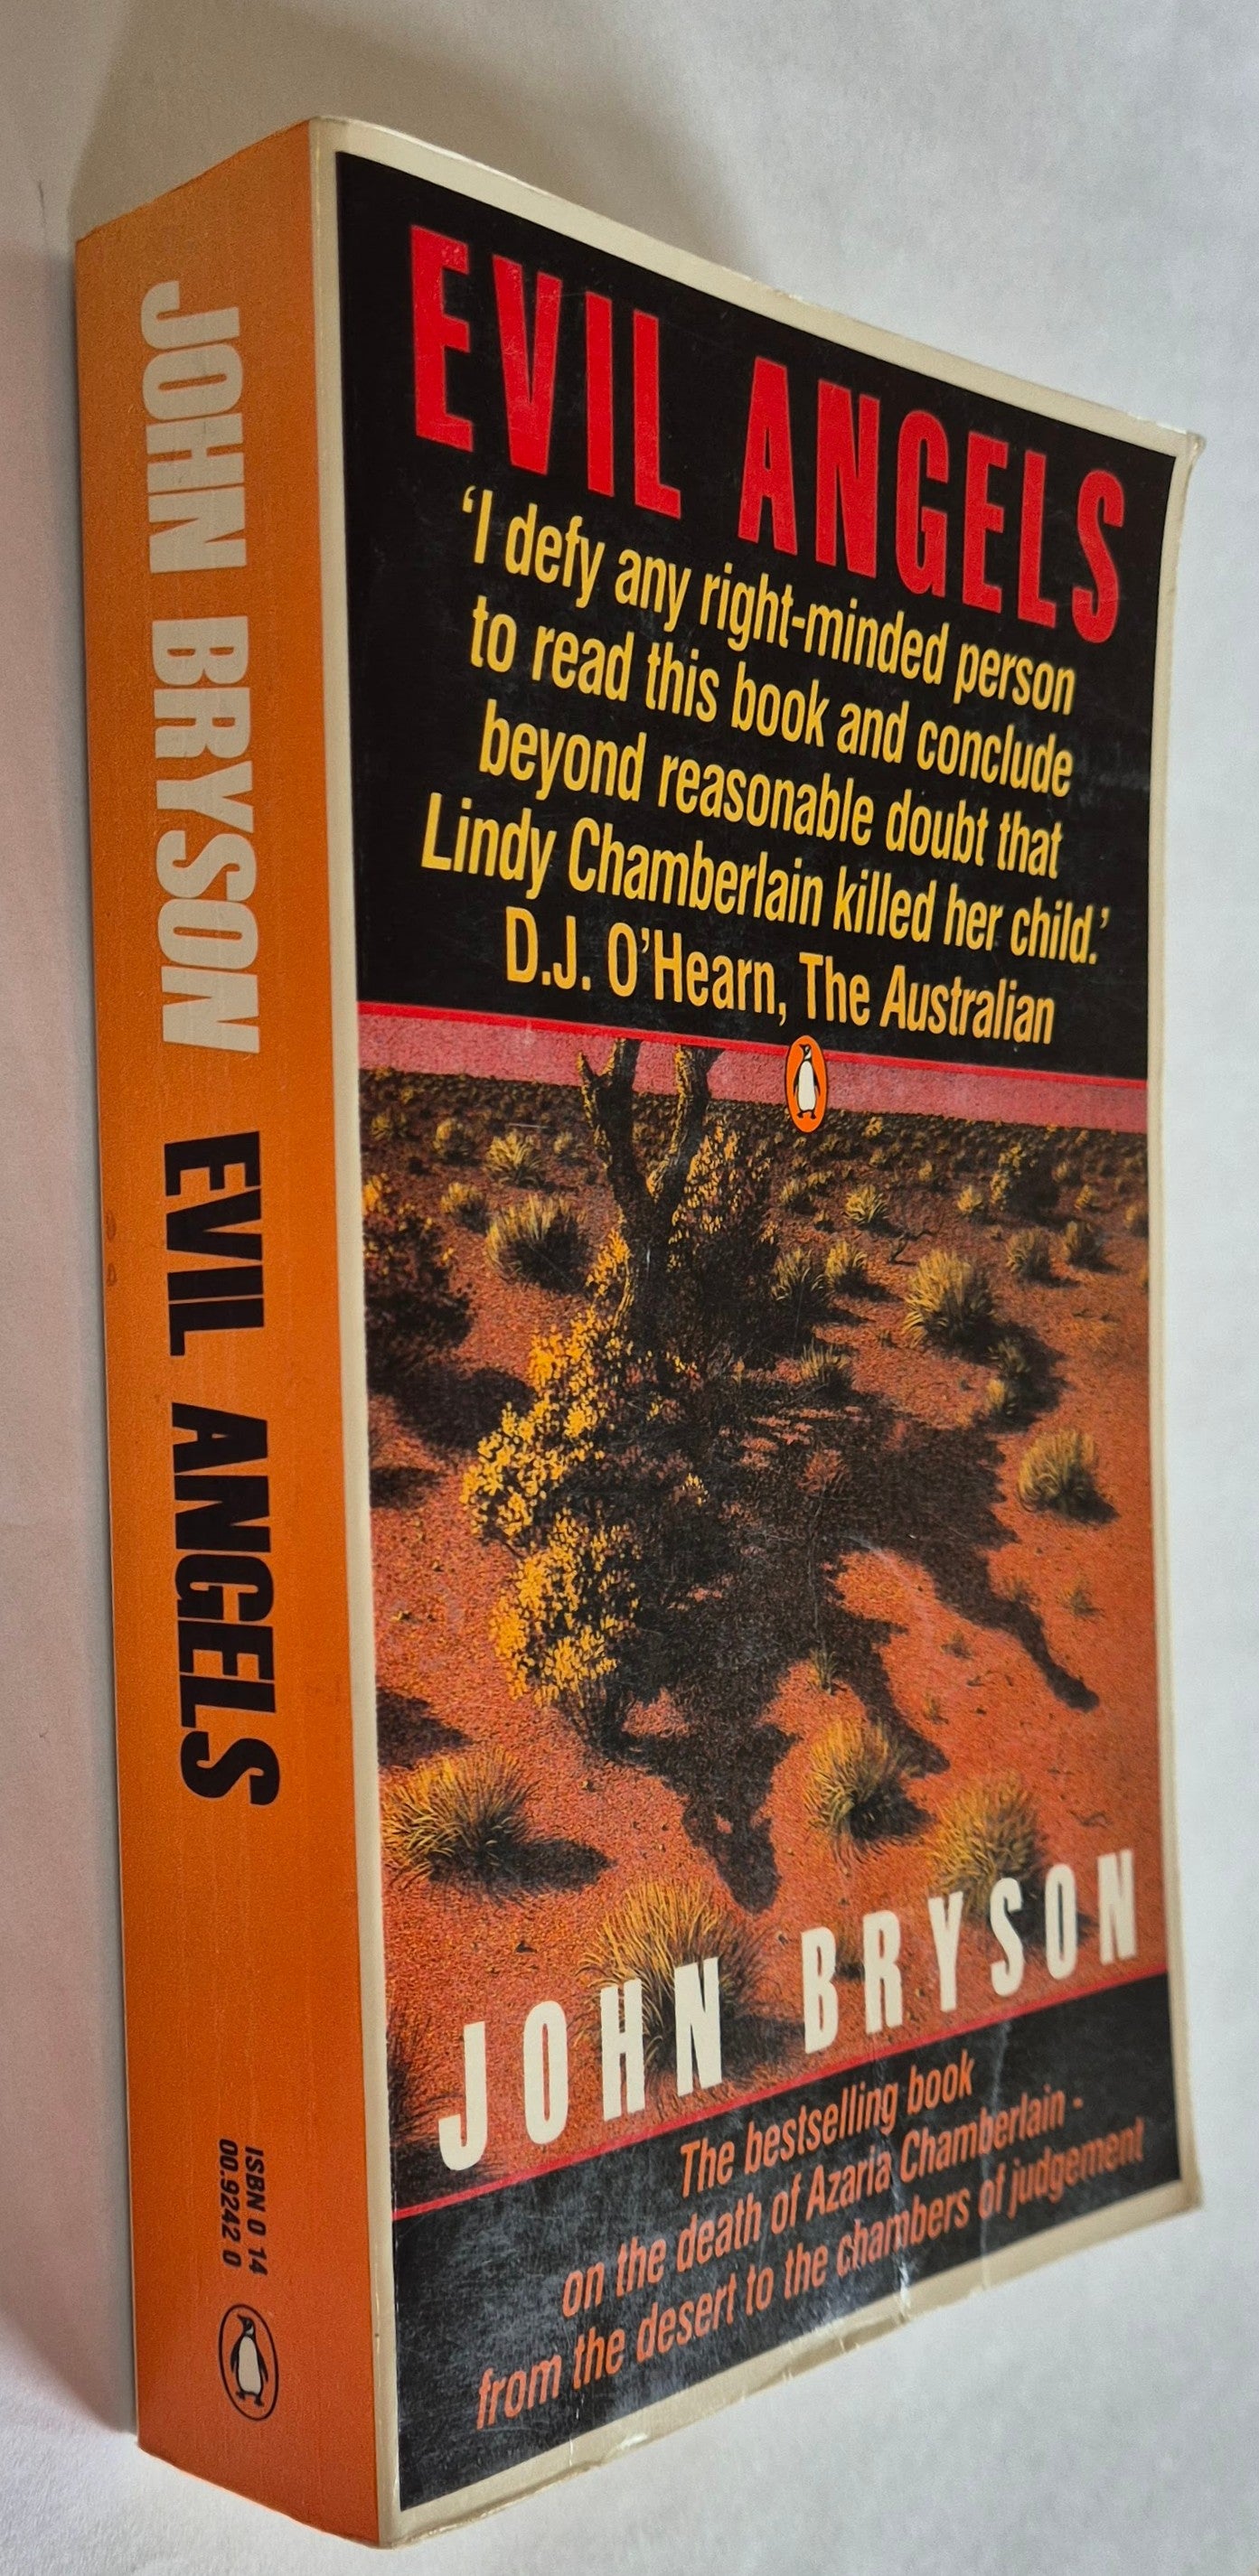 JOHN BRYSON EVIL ANGELS
ISBN 0 14
00.9242 0
EVIL ANGELS
'I defy any right-minded person
to read this book and conclude
beyond reasonable doubt that
Lindy Chamberlain killed her child.'
D.J. O'Hearn, The Australian
JOHN BRYSON
The bestselling book
on the death of Azaria Chamberlain -
from the desert to the chambers of judgement